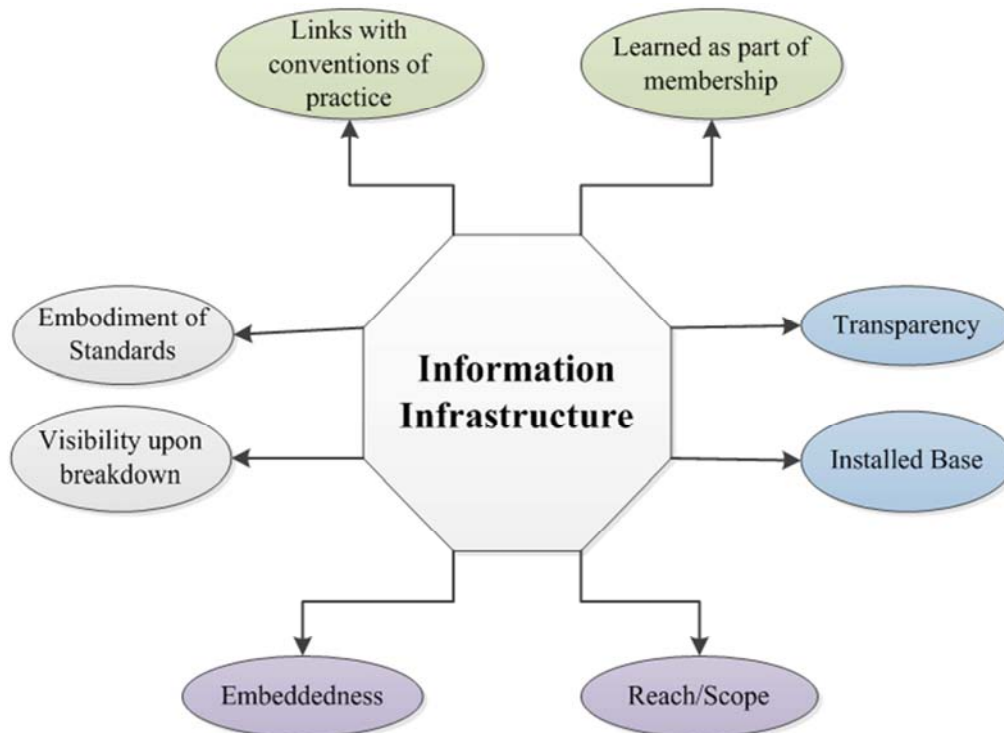 Links with
conventions of
practice
Learned as part of
membership
Embodiment of
Standards
Transparency
Information
Infrastructure
Visibility upon
breakdown
Installed Base
Embeddedness
Reach/Scope